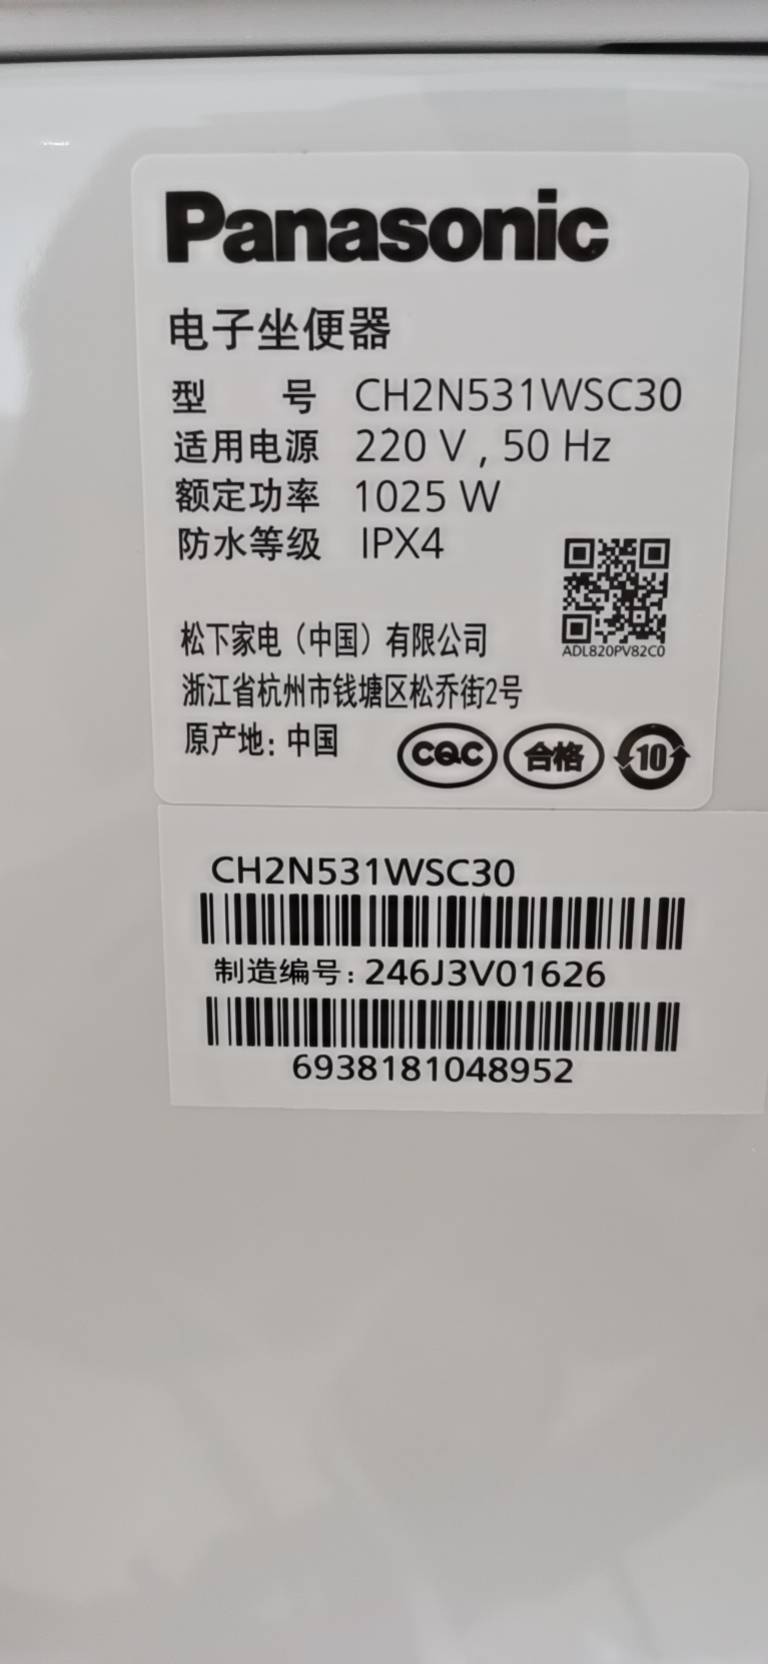 Panasonic
电子坐便器
型 号 CH2N531WSC30
适用电源 220 V , 50 Hz
额定功率 1025 W
防水等级 IPX4
ADL820PV82C0
松下家电（中国）有限公司
浙江省杭州市钱塘区松乔街2号
原产地: 中国
CQC 合格 10
CH2N531WSC30
制造编号: 246J3V01626
6938181048952